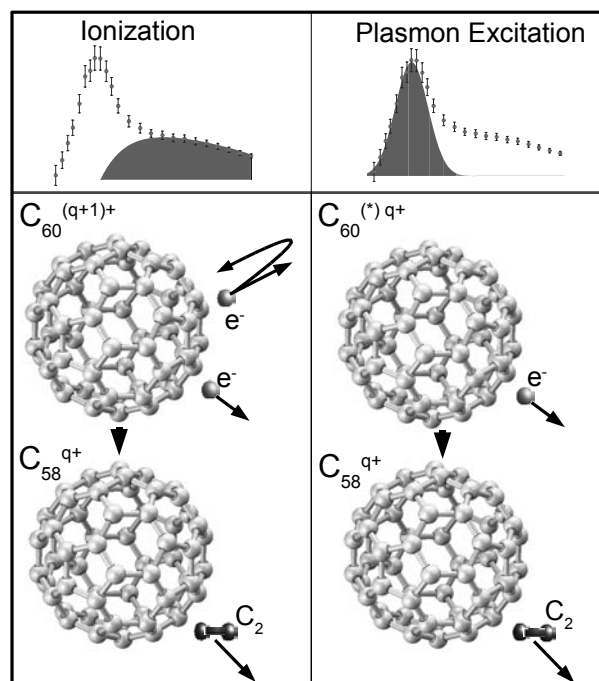 Ionization
Plasmon Excitation
C60(q+1)+
C60(*) q+
e-
e-
e-
C58q+
C58q+
C2
C2